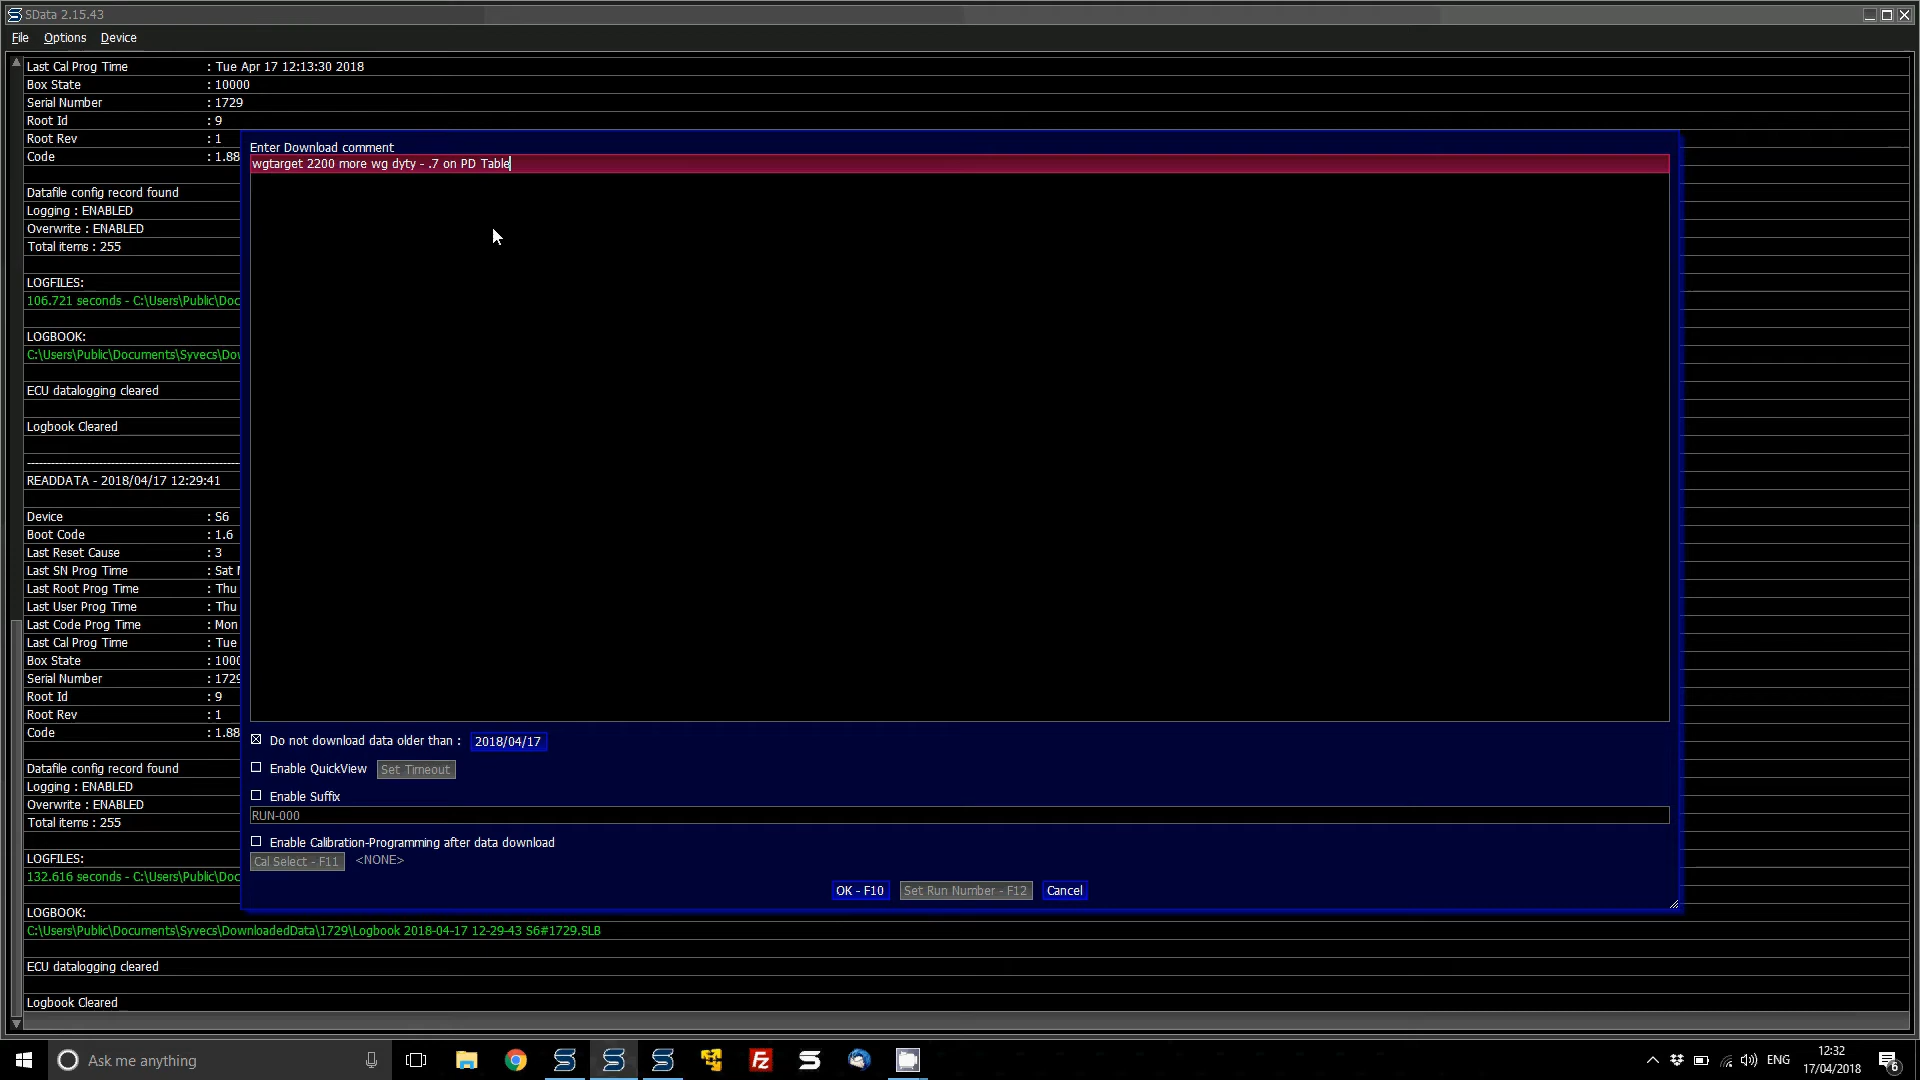 SData 2.15.43
File Options Device
Last Cal Prog Time : Tue Apr 17 12:13:30 2018
Box State : 10000
Serial Number : 1729
Root Id : 9
Root Rev : 1
Code : 1.88
Datafile config record found
Logging : ENABLED
Overwrite : ENABLED
Total items : 255
LOGFILES:
106.721 seconds - C:\Users\Public\Doc
LOGBOOK:
C:\Users\Public\Documents\Syvecs\Dov
ECU datalogging cleared
Logbook Cleared
READDATA - 2018/04/17 12:29:41
Device : S6
Boot Code : 1.6
Last Reset Cause : 3
Last SN Prog Time : Sat
Last Root Prog Time : Thu
Last User Prog Time : Thu
Last Code Prog Time : Mon
Last Cal Prog Time : Tue
Box State : 1000
Serial Number : 1729
Root Id : 9
Root Rev : 1
Code : 1.88
Datafile config record found
Logging : ENABLED
Overwrite : ENABLED
Total items : 255
LOGFILES:
132.616 seconds - C:\Users\Public\Doc
LOGBOOK:
C:\Users\Public\Documents\Syvecs\DownloadedData\1729\Logbook 2018-04-17 12-29-43 S6#1729.SLB
ECU datalogging cleared
Logbook Cleared
Enter Download comment
wgtarget 2200 more wg dyty - .7 on PD Table
Do not download data older than : 2018/04/17
Enable QuickView Set Timeout
Enable Suffix
RUN-000
Enable Calibration-Programming after data download
Cal Select - F11 <NONE>
OK - F10 Set Run Number - F12 Cancel
Ask me anything
ENG
12:32
17/04/2018
6